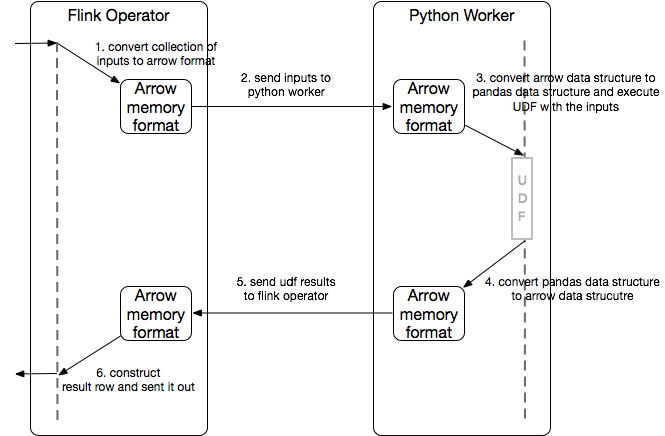 Flink Operator
Python Worker
1. convert collection of
inputs to arrow format
Arrow
memory
format
2. send inputs to
python worker
Arrow
memory
format
3. convert arrow data structure to
pandas data structure and execute
UDF with the inputs
U
D
F
4. convert pandas data structure
to arrow data strucutre
Arrow
memory
format
5. send udf results
to flink operator
Arrow
memory
format
6. construct
result row and sent it out